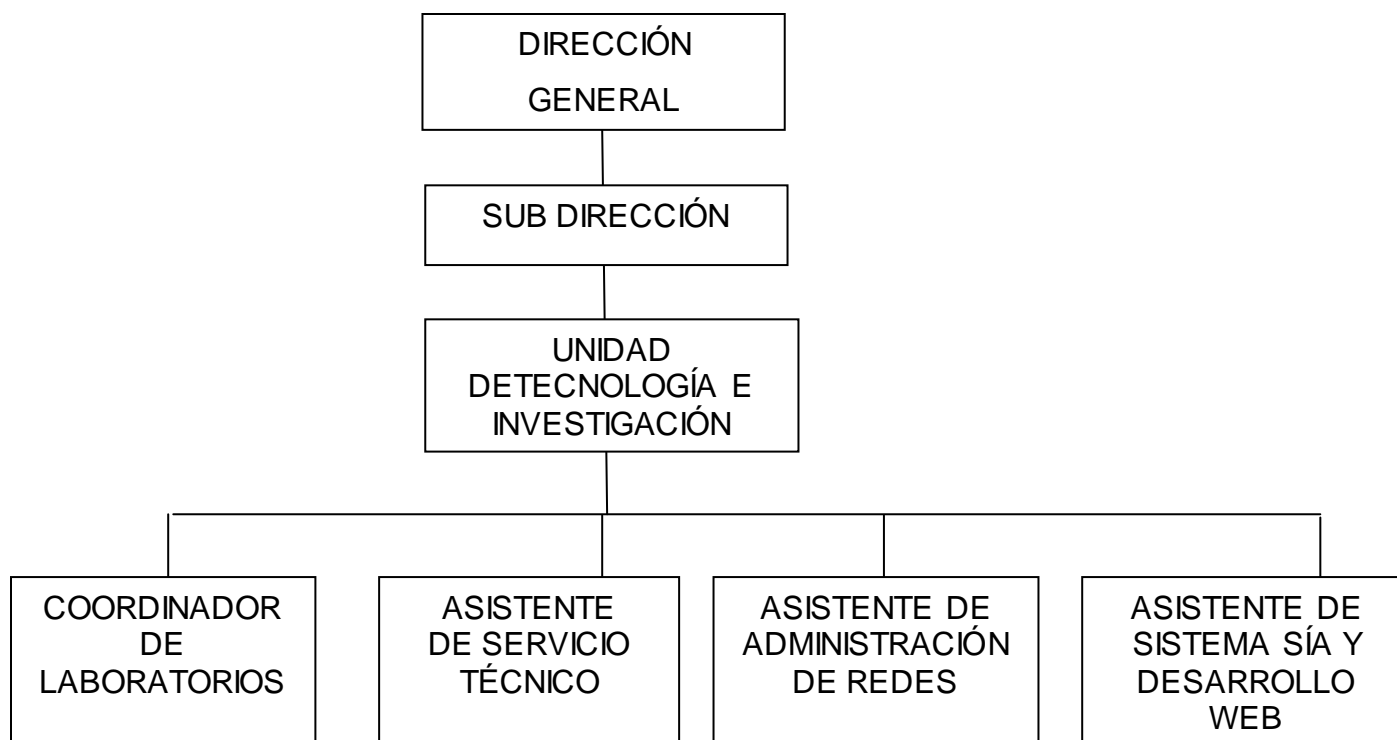 DIRECCIÓN
GENERAL
SUB DIRECCIÓN
UNIDAD
DETECNOLOGÍA E
INVESTIGACIÓN
COORDINADOR
DE
LABORATORIOS
ASISTENTE
DE SERVICIO
TÉCNICO
ASISTENTE DE
ADMINISTRACIÓN
DE REDES
ASISTENTE DE
SISTEMA SÍA Y
DESARROLLO
WEB